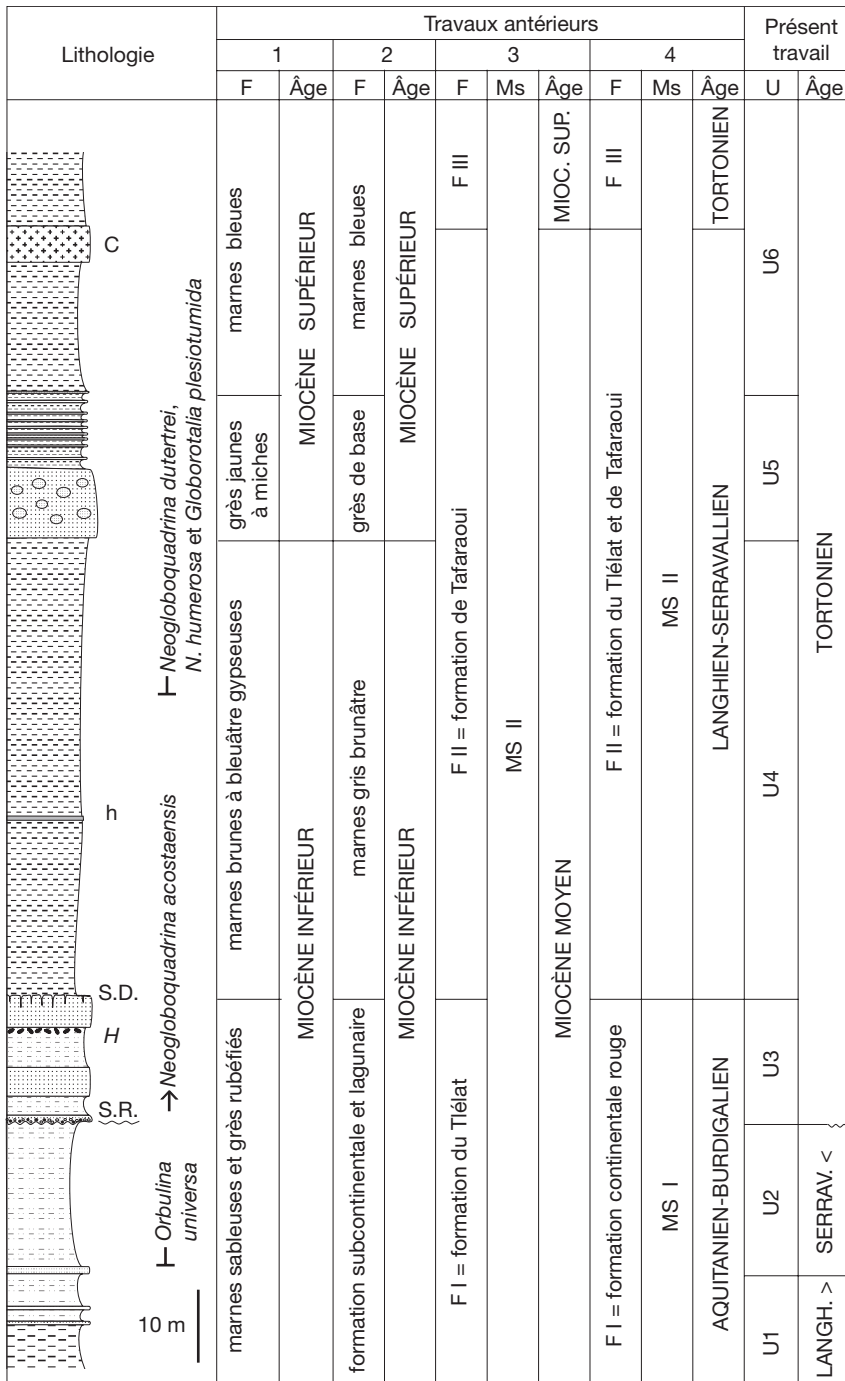 Lithologie
Travaux antérieurs
Présent
travail
1
2
3
4
F
Âge
F
Âge
F
Ms
Âge
F
Ms
Âge
U
Âge
C
h
S.D.
H
S.R.
10 m
Neogloboquadrina dutertrei,
N. humerosa et Globorotalia plesiotumida
→ Neogloboquadrina acostaensis
Orbulina
universa
marnes bleues
grès jaunes
à miches
marnes brunes à bleuâtre gypseuses
marnes sableuses et grès rubéfiés
MIOCÈNE SUPÉRIEUR
MIOCÈNE INFÉRIEUR
marnes bleues
grès de base
marnes gris brunâtre
formation subcontinentale et lagunaire
MIOCÈNE SUPÉRIEUR
MIOCÈNE INFÉRIEUR
F III
F II = formation de Tafaraoui
F I = formation du Tlélat
MS II
MIOC. SUP.
MIOCÈNE MOYEN
F III
F II = formation du Tlélat et de Tafaraoui
F I = formation continentale rouge
MS II
MS I
TORTONIEN
LANGHIEN-SERRAVALLIEN
AQUITANIEN-BURDIGALIEN
U6
U5
U4
U3
U2
U1
TORTONIEN
SERRAV. <
LANGH. >